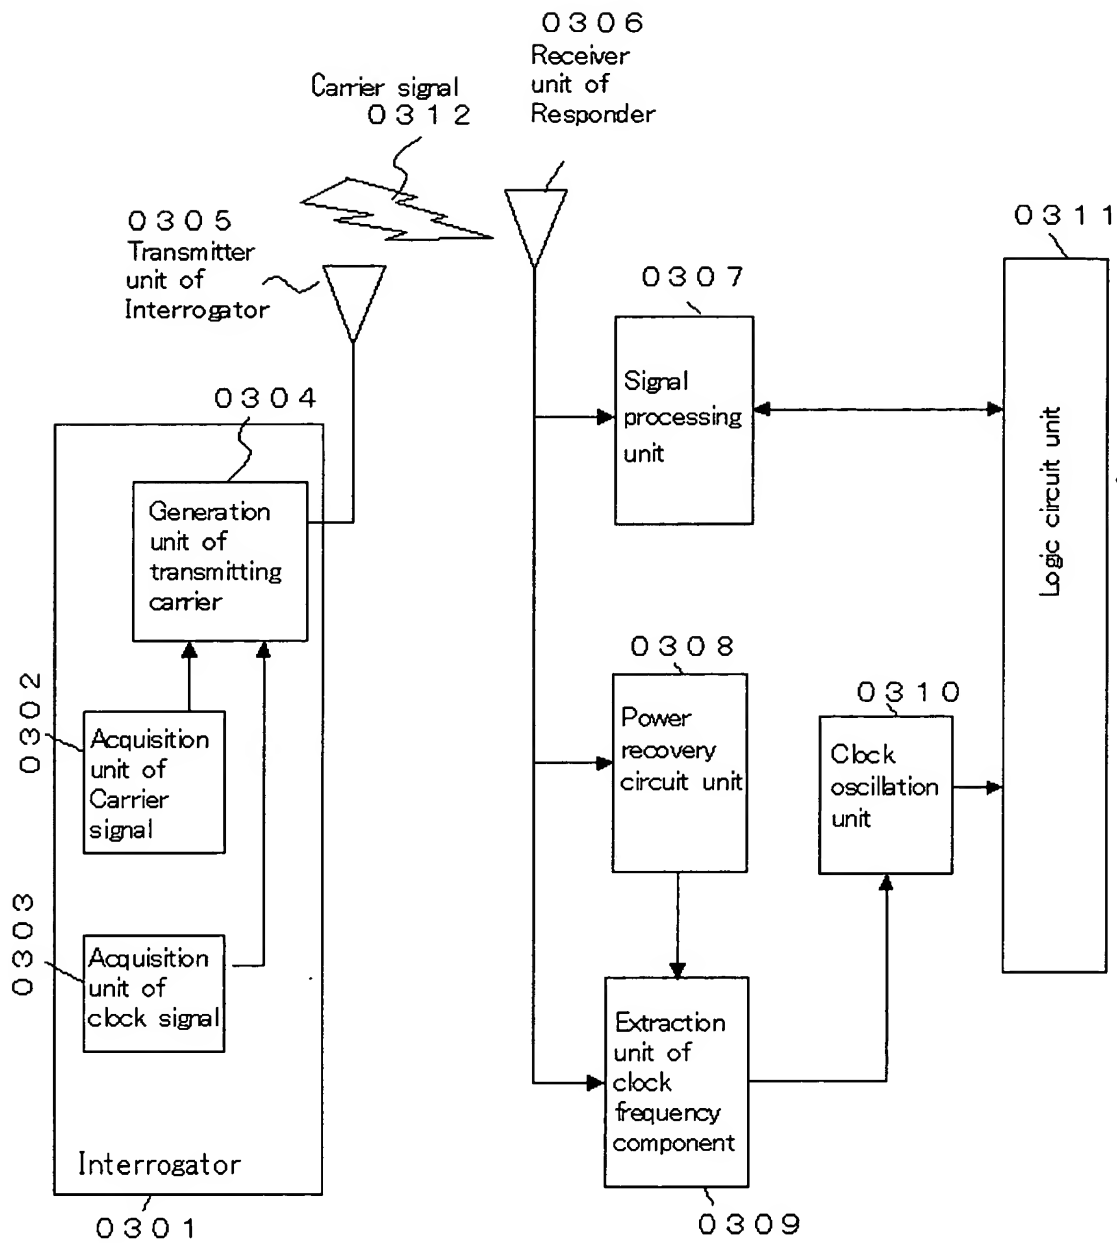 0306
Receiver
unit of
Responder
Carrier signal
0312
0305
Transmitter
unit of
Interrogator
0311
0307
Signal
processing
unit
Logic circuit unit
0304
Generation
unit of
transmitting
carrier
0302
Acquisition
unit of
Carrier
signal
0303
Acquisition
unit of
clock signal
Interrogator
0301
0308
Power
recovery
circuit unit
0310
Clock
oscillation
unit
Extraction
unit of
clock
frequency
component
0309